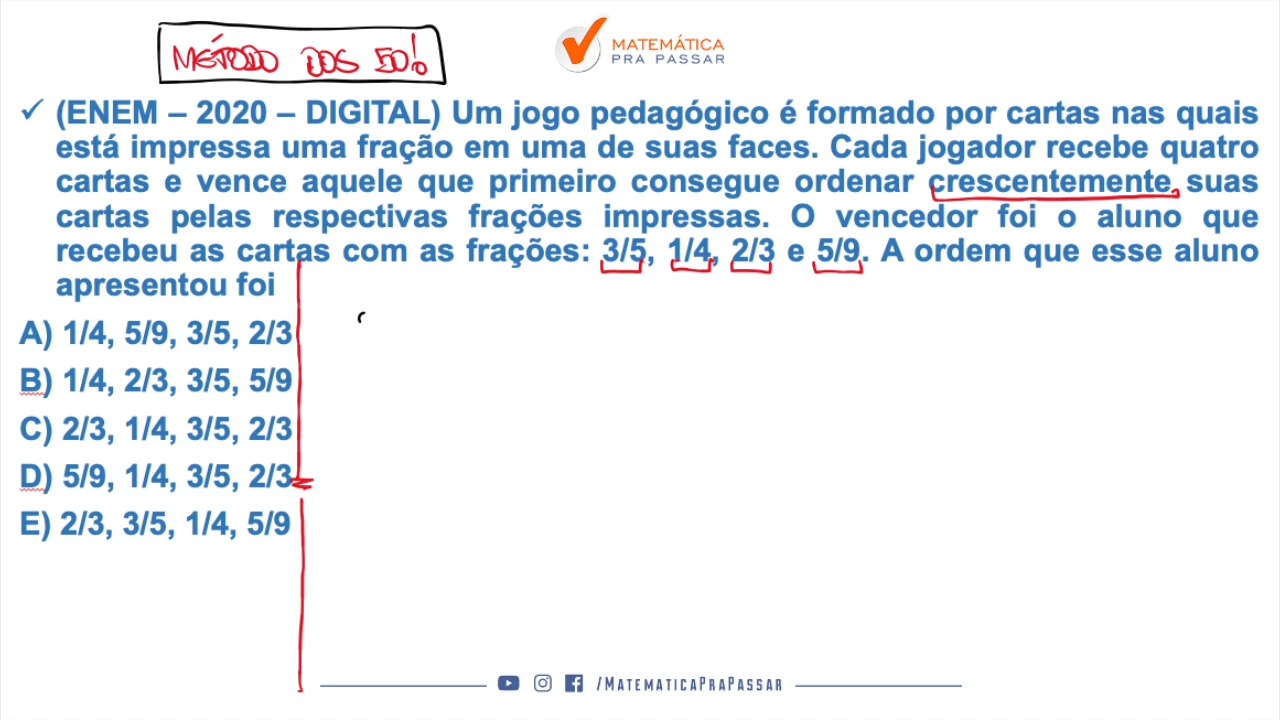 MÉTODO DOS 50!
MATEMÁTICA
PRA PASSAR
✓ (ENEM – 2020 – DIGITAL) Um jogo pedagógico é formado por cartas nas quais
está impressa uma fração em uma de suas faces. Cada jogador recebe quatro
cartas e vence aquele que primeiro consegue ordenar crescentemente suas
cartas pelas respectivas frações impressas. O vencedor foi o aluno que
recebeu as cartas com as frações: 3/5, 1/4, 2/3 e 5/9. A ordem que esse aluno
apresentou foi
A) 1/4, 5/9, 3/5, 2/3
B) 1/4, 2/3, 3/5, 5/9
C) 2/3, 1/4, 3/5, 2/3
D) 5/9, 1/4, 3/5, 2/3
E) 2/3, 3/5, 1/4, 5/9
/MATEMATICAPRAPASSAR